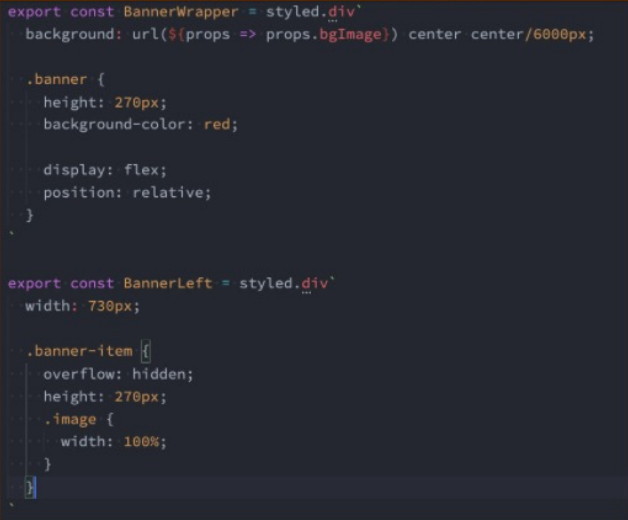 export const BannerWrapper = styled.div`
  background: url(${props => props.bgImage}) center center/6000px;
  .banner {
    height: 270px;
    background-color: red;
    display: flex;
    position: relative;
  }
`
export const BannerLeft = styled.div`
  width: 730px;
  .banner-item {
    overflow: hidden;
    height: 270px;
    .image {
      width: 100%;
    }
  }
`